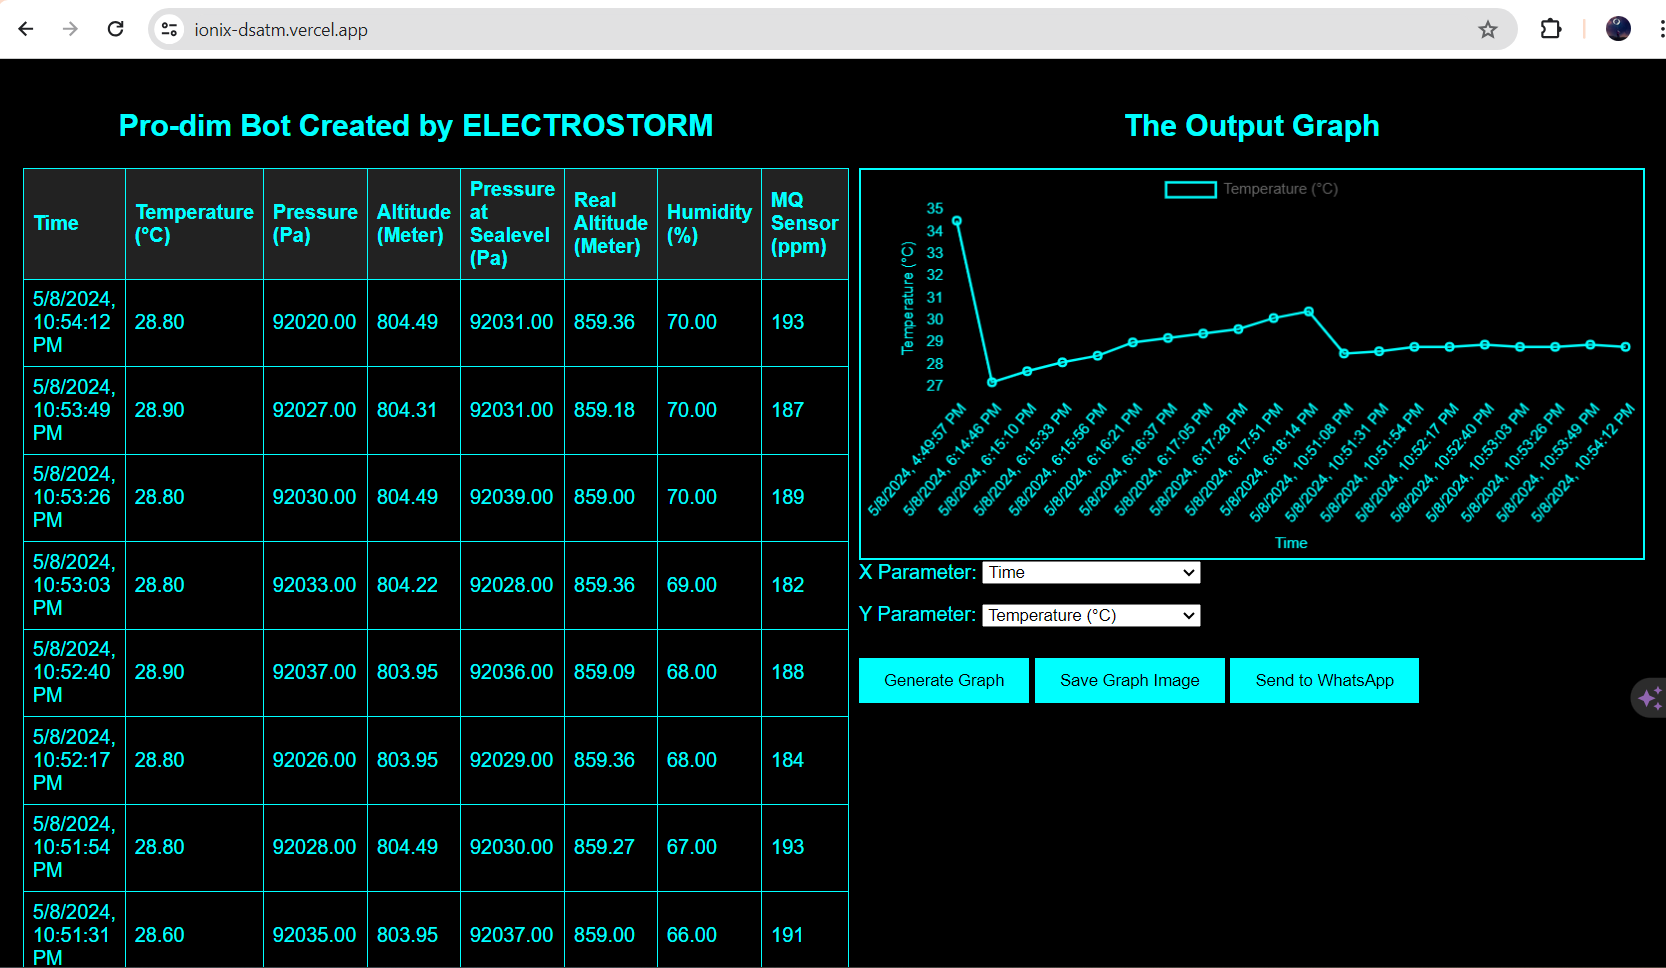 ionix-dsatm.vercel.app
Pro-dim Bot Created by ELECTROSTORM
Time
Temperature
(°C)
Pressure
(Pa)
Altitude
(Meter)
Pressure
at
Sealevel
(Pa)
Real
Altitude
(Meter)
Humidity
(%)
MQ
Sensor
(ppm)
5/8/2024,
10:54:12
PM
28.80
92020.00
804.49
92031.00
859.36
70.00
193
5/8/2024,
10:53:49
PM
28.90
92027.00
804.31
92031.00
859.18
70.00
187
5/8/2024,
10:53:26
PM
28.80
92030.00
804.49
92039.00
859.00
70.00
189
5/8/2024,
10:53:03
PM
28.80
92033.00
804.22
92028.00
859.36
69.00
182
5/8/2024,
10:52:40
PM
28.90
92037.00
803.95
92036.00
859.09
68.00
188
5/8/2024,
10:52:17
PM
28.80
92026.00
803.95
92029.00
859.36
68.00
184
5/8/2024,
10:51:54
PM
28.80
92028.00
804.49
92030.00
859.27
67.00
193
5/8/2024,
10:51:31
PM
28.60
92035.00
803.95
92037.00
859.00
66.00
191
The Output Graph
Temperature (°C)
Temperature (°C)
35
34
33
32
31
30
29
28
27
5/8/2024, 4:49:57 PM
5/8/2024, 6:14:46 PM
5/8/2024, 6:15:10 PM
5/8/2024, 6:15:33 PM
5/8/2024, 6:15:56 PM
5/8/2024, 6:16:21 PM
5/8/2024, 6:16:37 PM
5/8/2024, 6:17:05 PM
5/8/2024, 6:17:28 PM
5/8/2024, 6:17:51 PM
5/8/2024, 6:18:14 PM
5/8/2024, 10:51:08 PM
5/8/2024, 10:51:31 PM
5/8/2024, 10:51:54 PM
5/8/2024, 10:52:17 PM
5/8/2024, 10:52:40 PM
5/8/2024, 10:53:03 PM
5/8/2024, 10:53:26 PM
5/8/2024, 10:53:49 PM
5/8/2024, 10:54:12 PM
Time
X Parameter: Time
Y Parameter: Temperature (°C)
Generate Graph
Save Graph Image
Send to WhatsApp